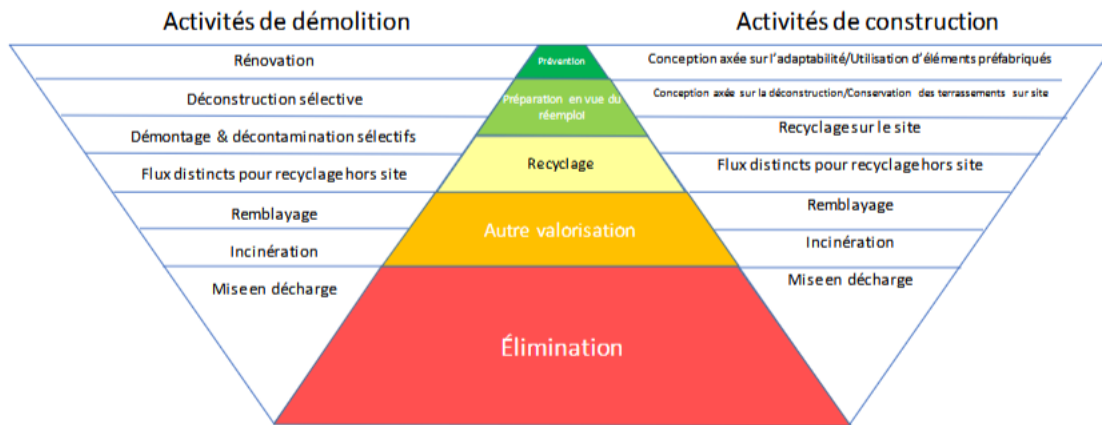 Activités de démolition
Activités de construction
Rénovation
Prévention
Conception axée sur l'adaptabilité/Utilisation d'éléments préfabriqués
Déconstruction sélective
Préparation en vue du
réemploi
Conception axée sur la déconstruction/Conservation des terrassements sur site
Démontage & décontamination sélectifs
Recyclage sur le site
Flux distincts pour recyclage hors site
Recyclage
Flux distincts pour recyclage hors site
Remblayage
Autre valorisation
Remblayage
Incinération
Incinération
Mise en décharge
Mise en décharge
Élimination